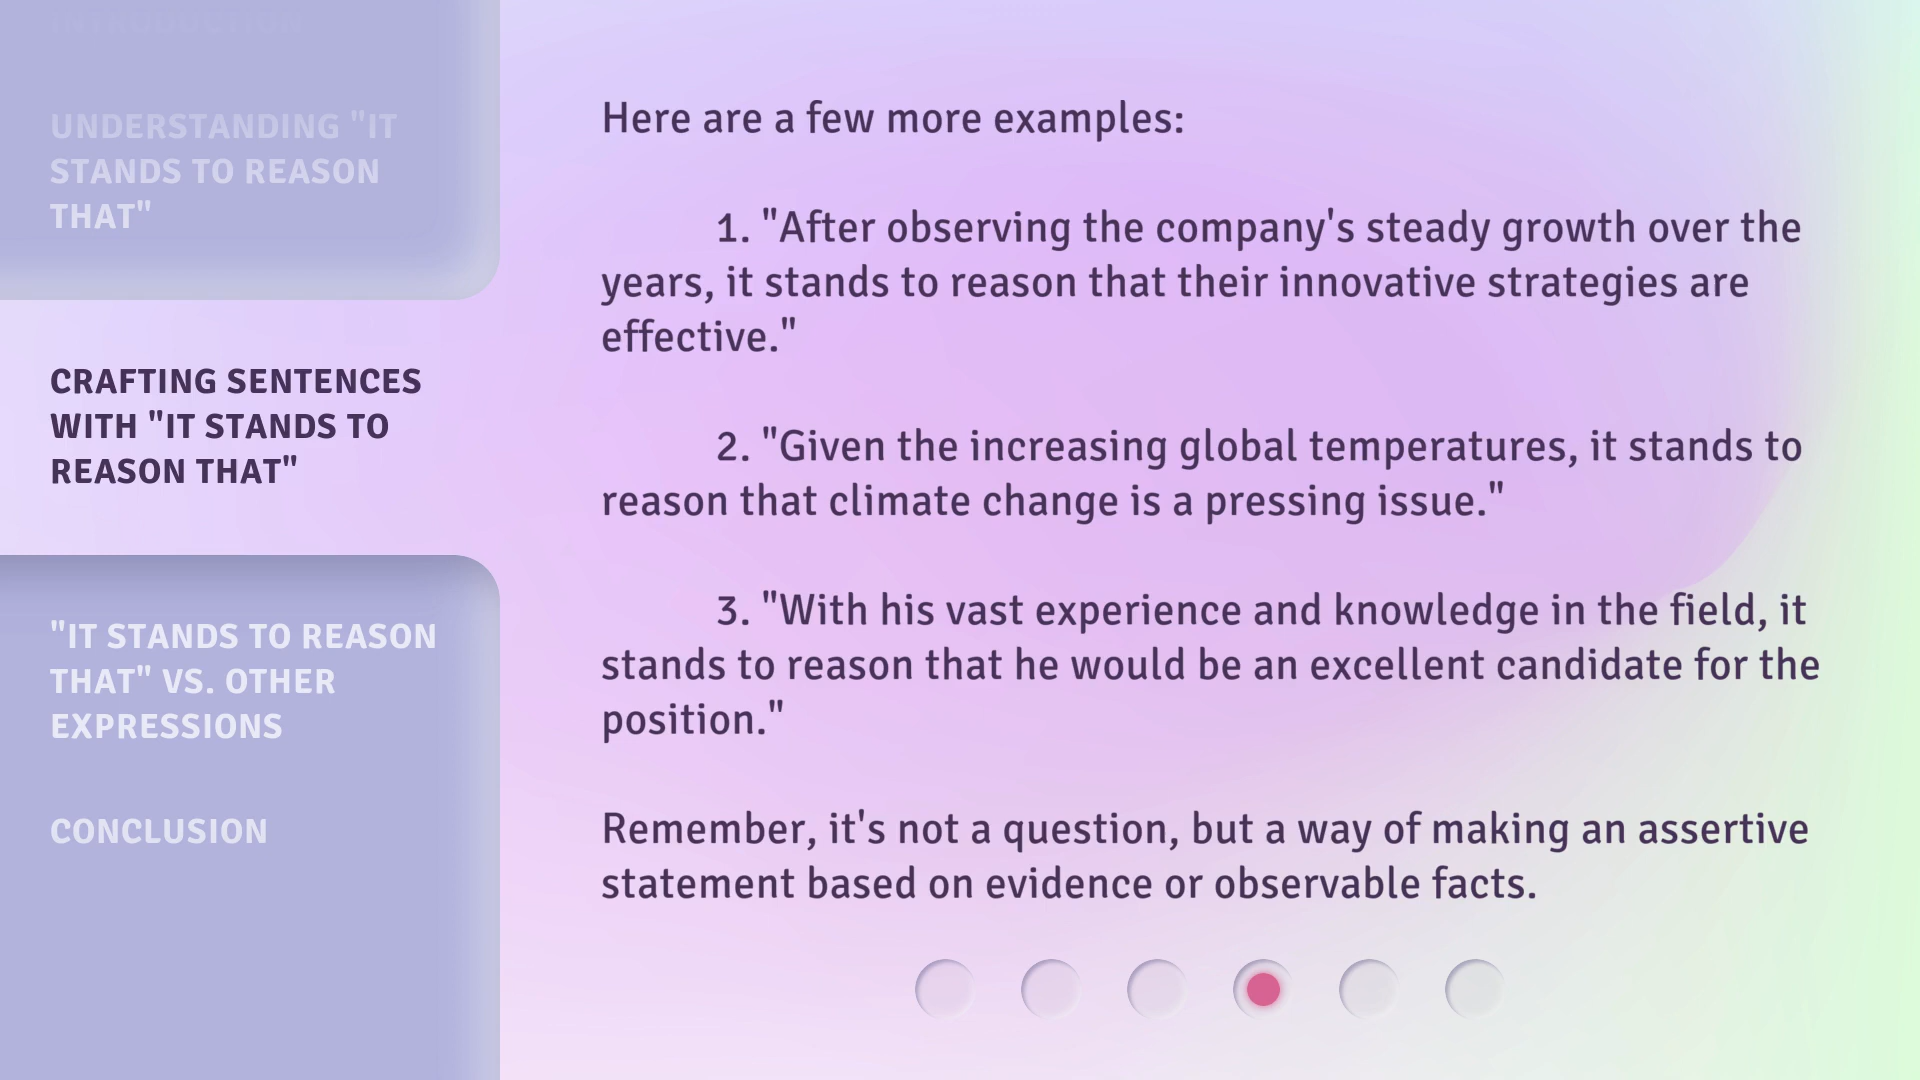 INTRODUCTION
UNDERSTANDING "IT
STANDS TO REASON
THAT"
CRAFTING SENTENCES
WITH "IT STANDS TO
REASON THAT"
"IT STANDS TO REASON
THAT" VS. OTHER
EXPRESSIONS
CONCLUSION
Here are a few more examples:
1. "After observing the company's steady growth over the
years, it stands to reason that their innovative strategies are
effective."
2. "Given the increasing global temperatures, it stands to
reason that climate change is a pressing issue."
3. "With his vast experience and knowledge in the field, it
stands to reason that he would be an excellent candidate for the
position."
Remember, it's not a question, but a way of making an assertive
statement based on evidence or observable facts.